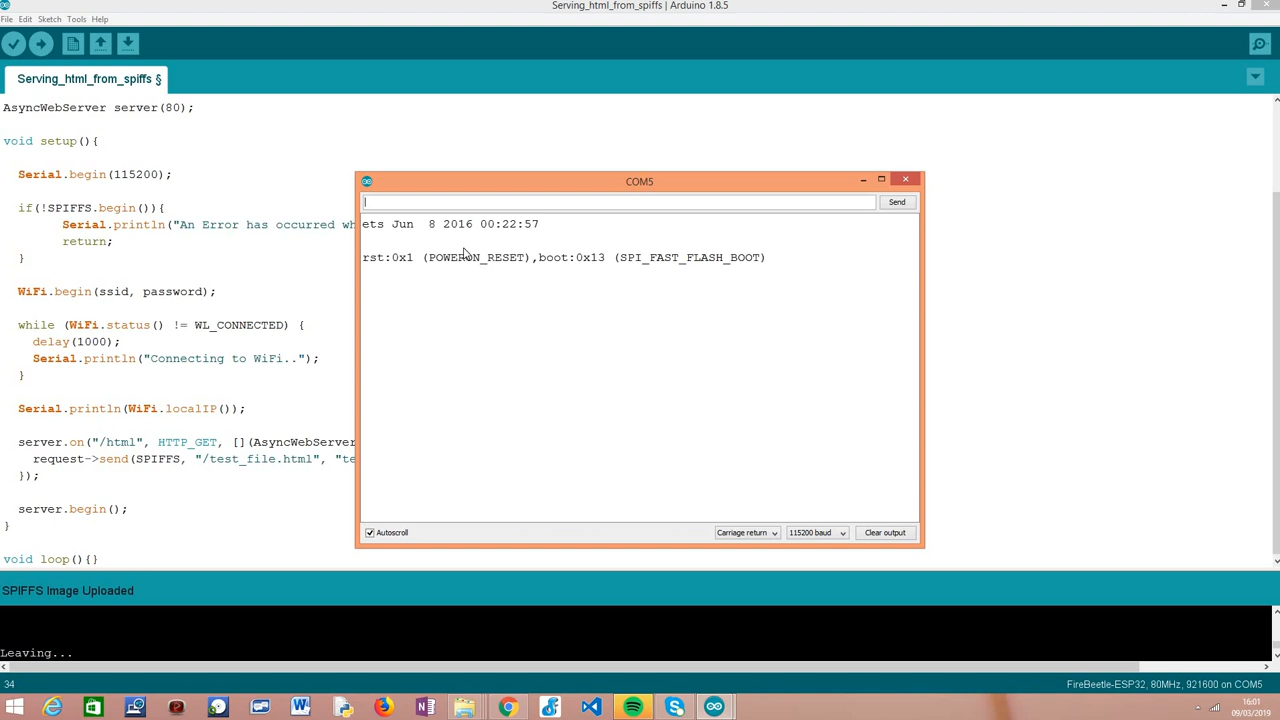 Serving_html_from_spiffs | Arduino 1.8.5
File Edit Sketch Tools Help
Serving_html_from_spiffs §
AsyncWebServer server(80);
void setup(){
Serial.begin(115200);
if(!SPIFFS.begin()){
Serial.println("An Error has occurred wh
return;
}
WiFi.begin(ssid, password);
while (WiFi.status() != WL_CONNECTED) {
delay(1000);
Serial.println("Connecting to WiFi..");
}
Serial.println(WiFi.localIP());
server.on("/html", HTTP_GET, [](AsyncWebServer
request->send(SPIFFS, "/test_file.html", "te
});
server.begin();
}
void loop(){}
COM5
Send
ets Jun  8 2016 00:22:57
rst:0x1 (POWERON_RESET),boot:0x13 (SPI_FAST_FLASH_BOOT)
Autoscroll
Carriage return
115200 baud
Clear output
SPIFFS Image Uploaded
Leaving...
34
FireBeetle-ESP32, 80MHz, 921600 on COM5
16:01
09/03/2019